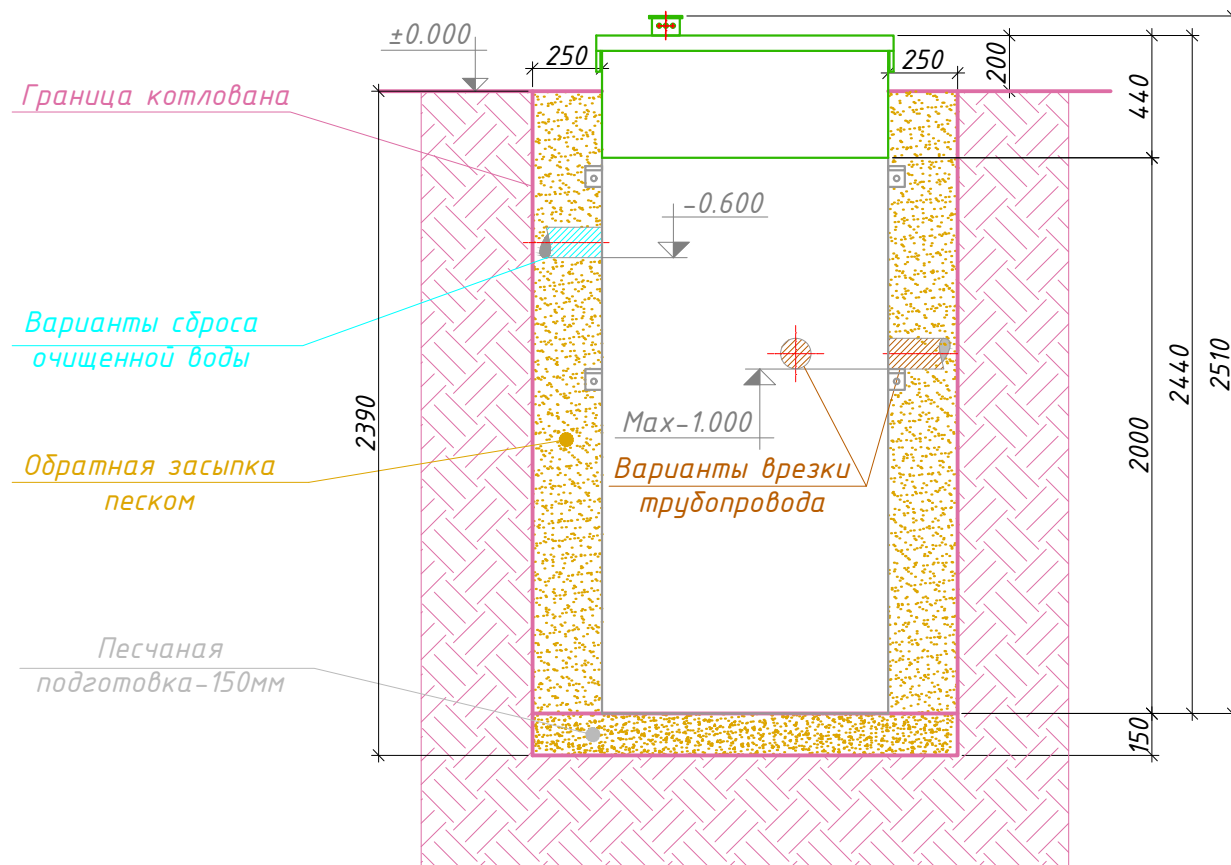 ±0.000
250
250
200
440
Граница котлована
-0.600
Варианты сброса
очищенной воды
2390
Max-1.000
2000
2440
2510
Обратная засыпка
песком
Варианты врезки
трубопровода
Песчаная
подготовка-150мм
150